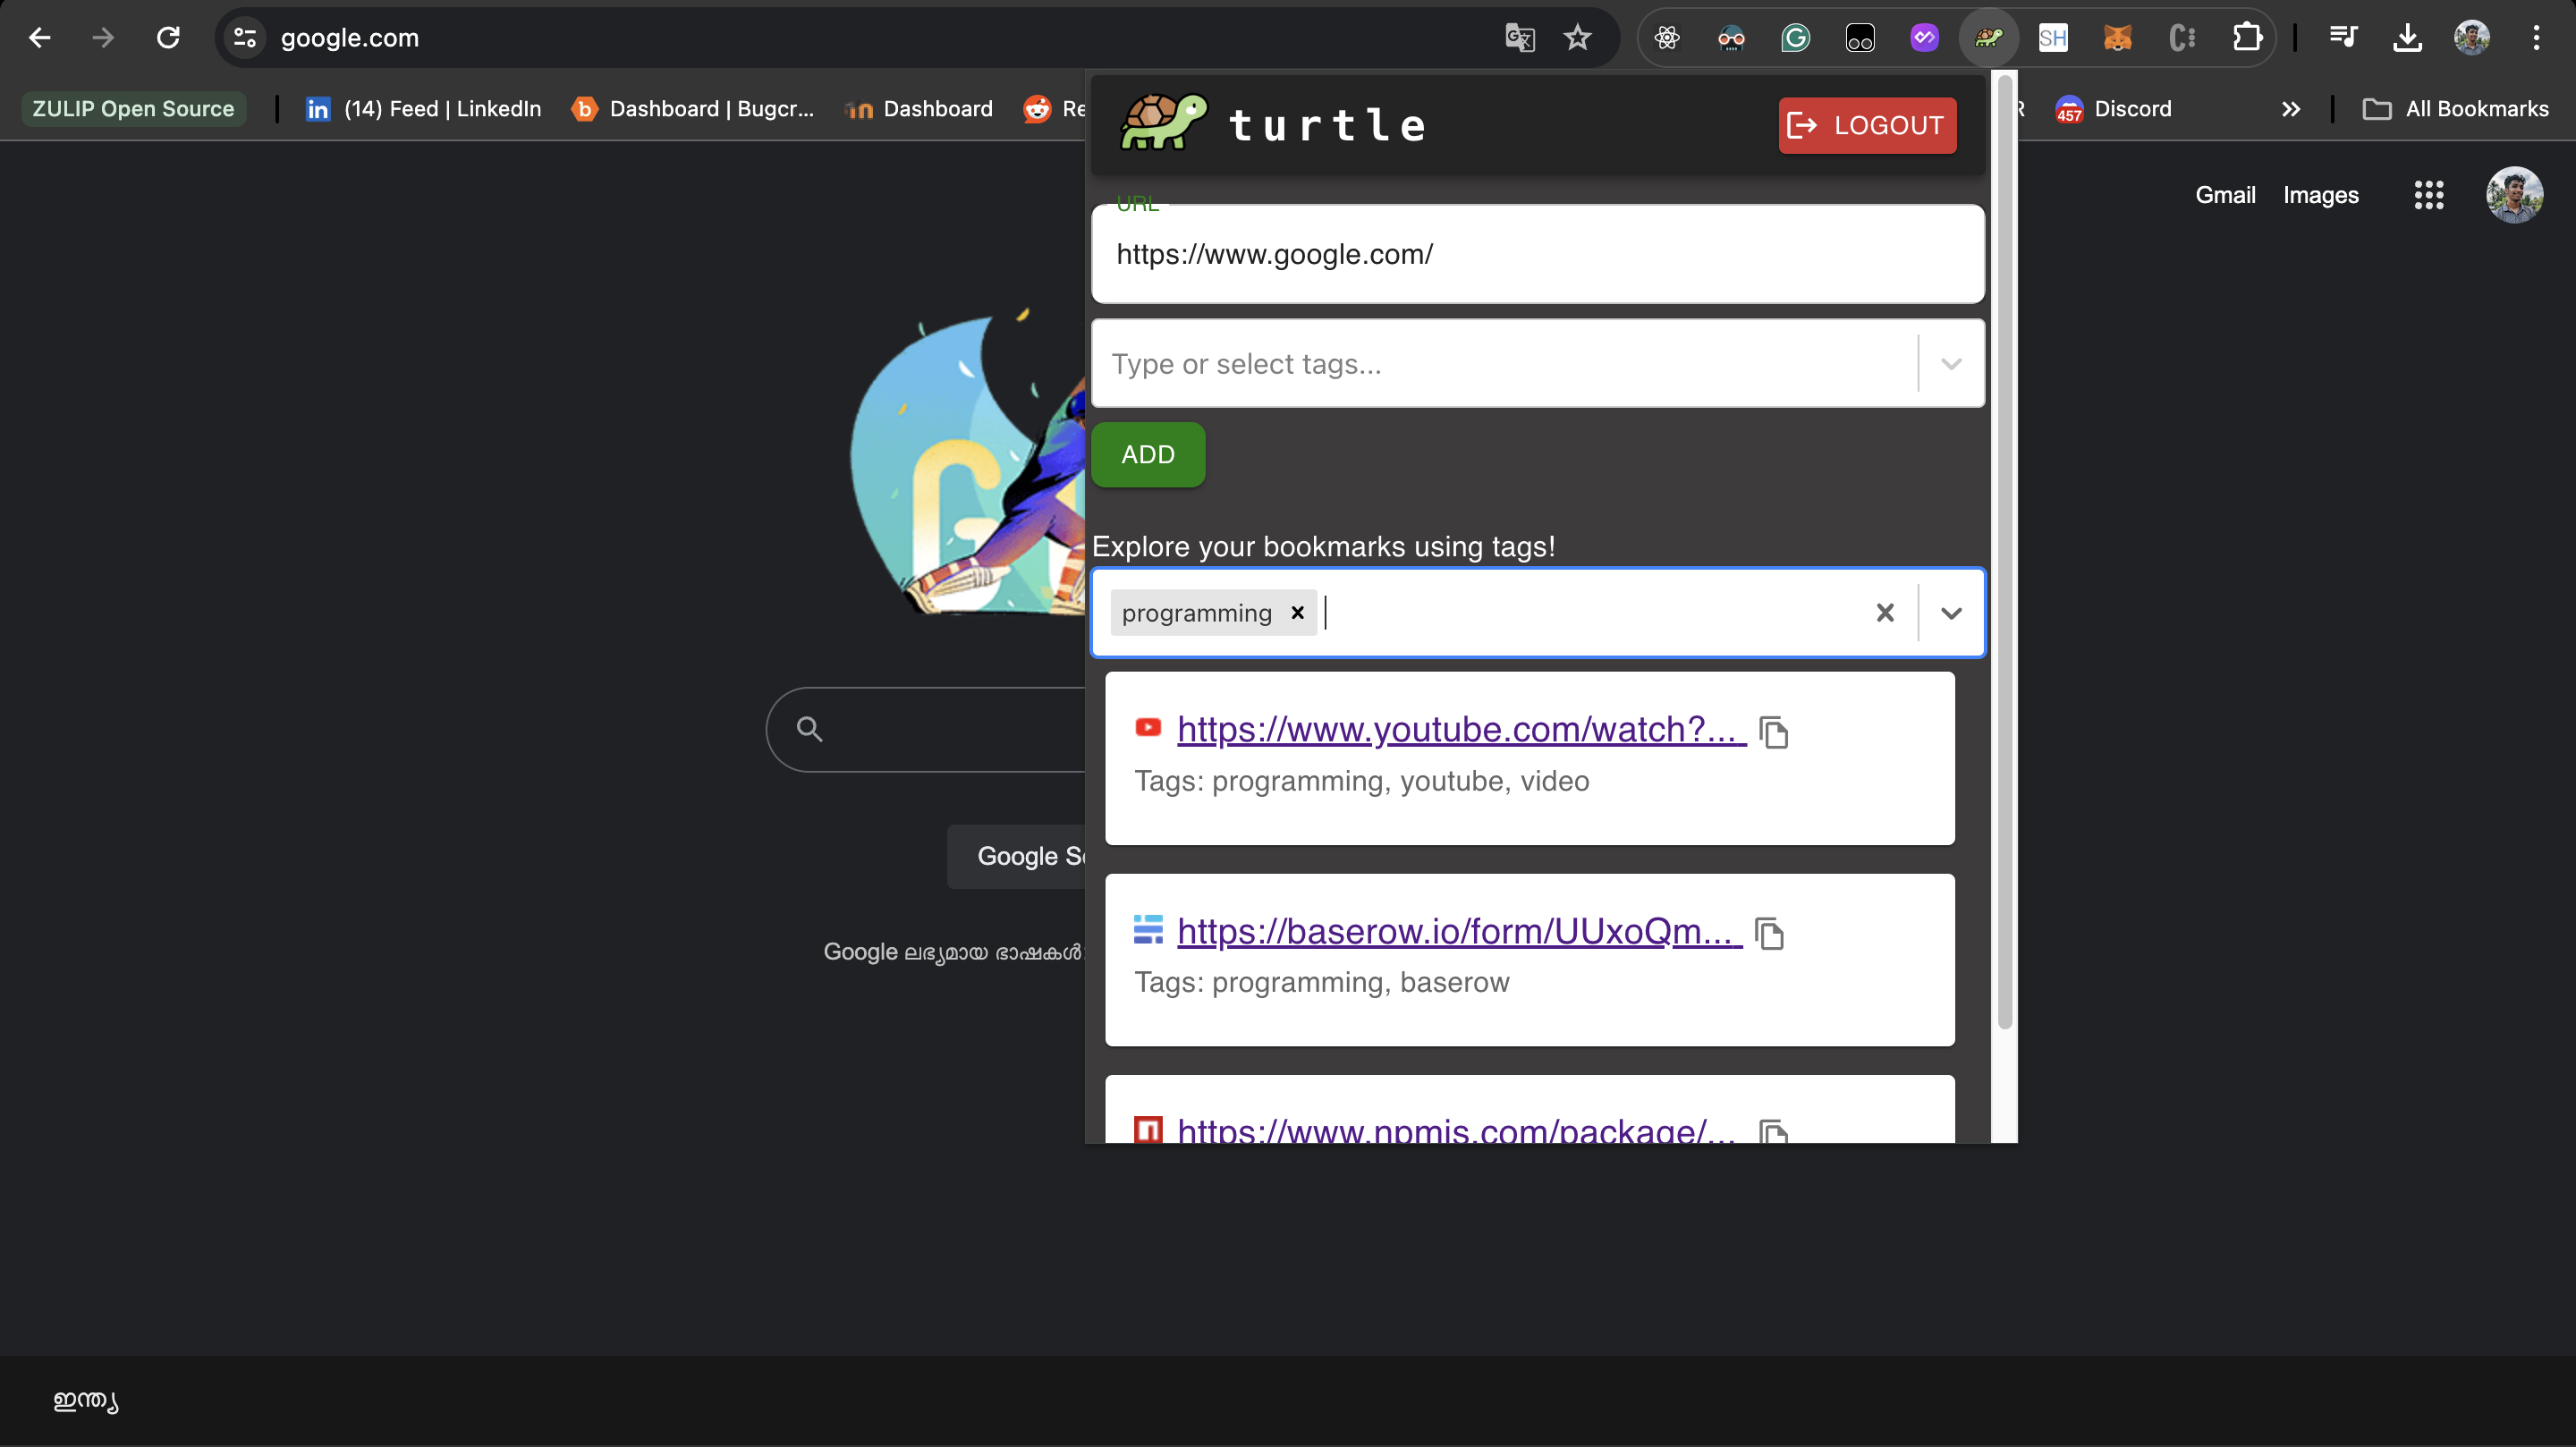 google.com
SH
ZULIP Open Source
(14) Feed | LinkedIn
Dashboard | Bugcr...
Dashboard
457
Discord
All Bookmarks
turtle
LOGOUT
Gmail
Images
URL
https://www.google.com/
Type or select tags...
ADD
Explore your bookmarks using tags!
programming
https://www.youtube.com/watch?...
Tags: programming, youtube, video
Google
https://baserow.io/form/UUxoQm...
Google ലഭ്യമായ ഭാഷകൾ
Tags: programming, baserow
https://www.npmjs.com/package/...
ഇന്ത്യ